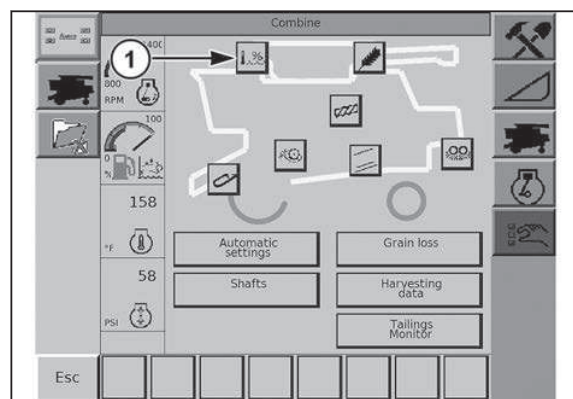 Combine
1
1400
%
800
RPM
100
0
%
158
°F
58
PSI
Automatic settings
Grain loss
Shafts
Harvesting data
Tailings Monitor
Esc